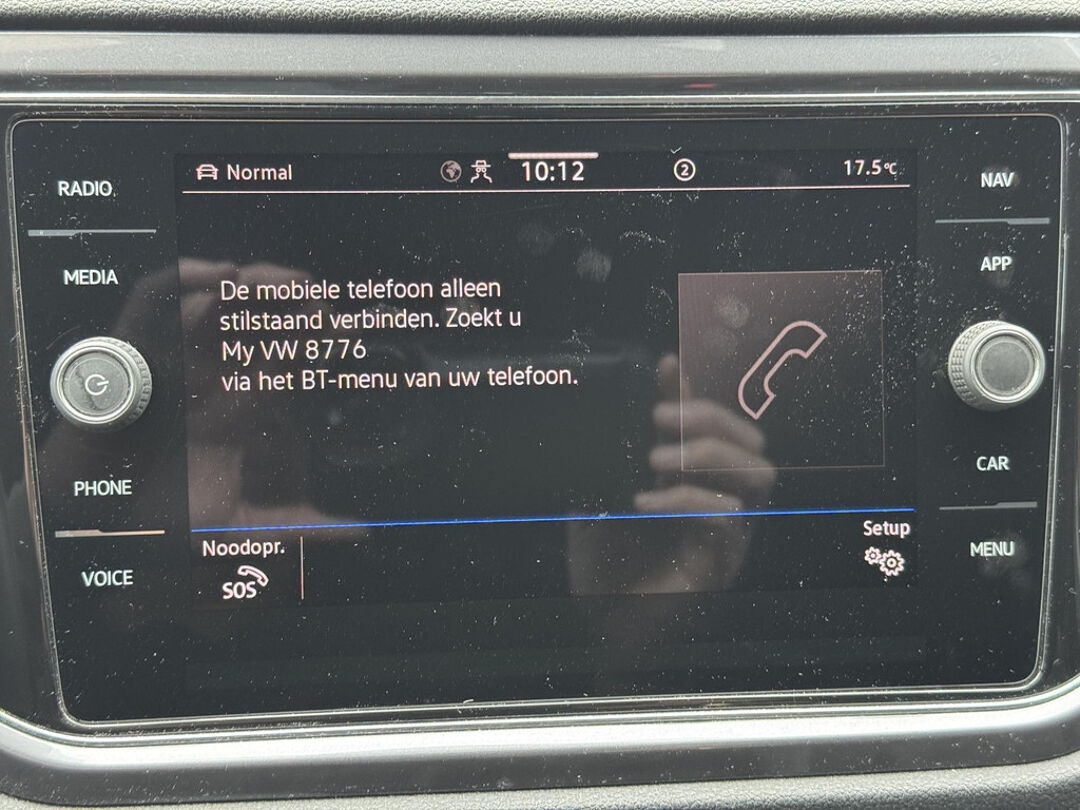 RADIO
MEDIA
PHONE
VOICE
Normal
10:12
2
17.5°C
De mobiele telefoon alleen
stilstaand verbinden. Zoekt u
My VW 8776
via het BT-menu van uw telefoon.
Noodopr.
SOS
Setup
NAV
APP
CAR
MENU